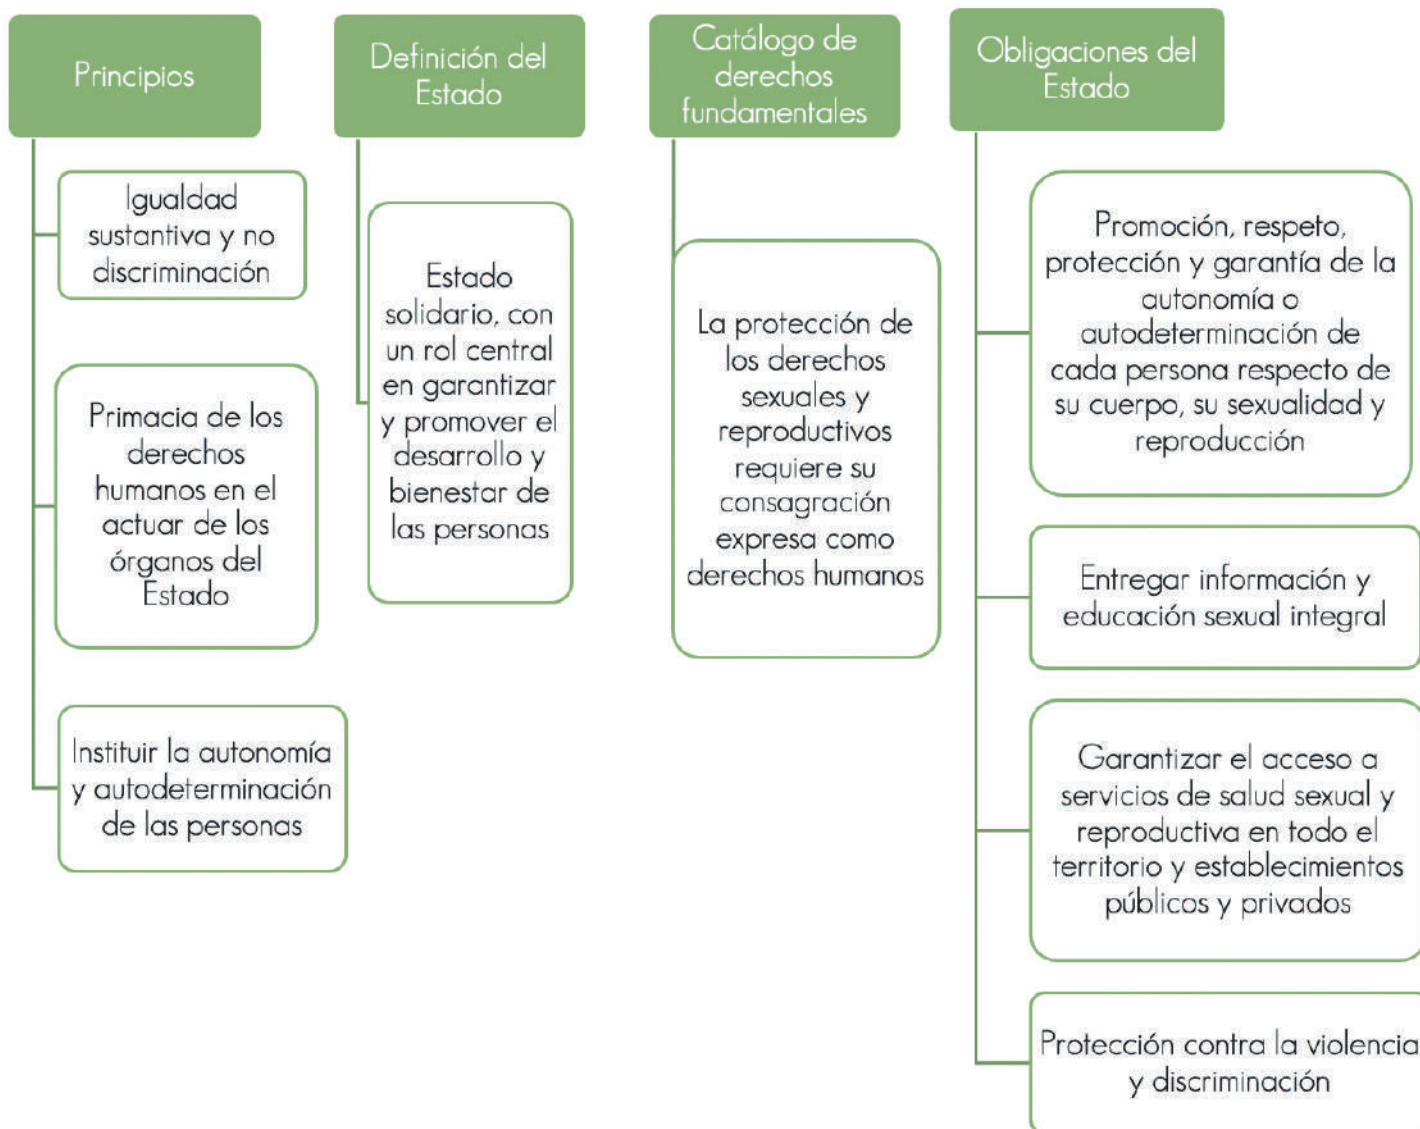 Principios
Igualdad
sustantiva y no
discriminación
Primacia de los
derechos
humanos en el
actuar de los
órganos del
Estado
Instituir la autonomía
y autodeterminación
de las personas
Definición del
Estado
Estado
solidario, con
un rol central
en garantizar
y promover el
desarrollo y
bienestar de
las personas
Catálogo de
derechos
fundamentales
La protección de
los derechos
sexuales y
reproductivos
requiere su
consagración
expresa como
derechos humanos
Obligaciones del
Estado
Promoción, respeto,
protección y garantía de la
autonomía o
autodeterminación de
cada persona respecto de
su cuerpo, su sexualidad y
reproducción
Entregar información y
educación sexual integral
Garantizar el acceso a
servicios de salud sexual y
reproductiva en todo el
territorio y establecimientos
públicos y privados
Protección contra la violencia
y discriminación